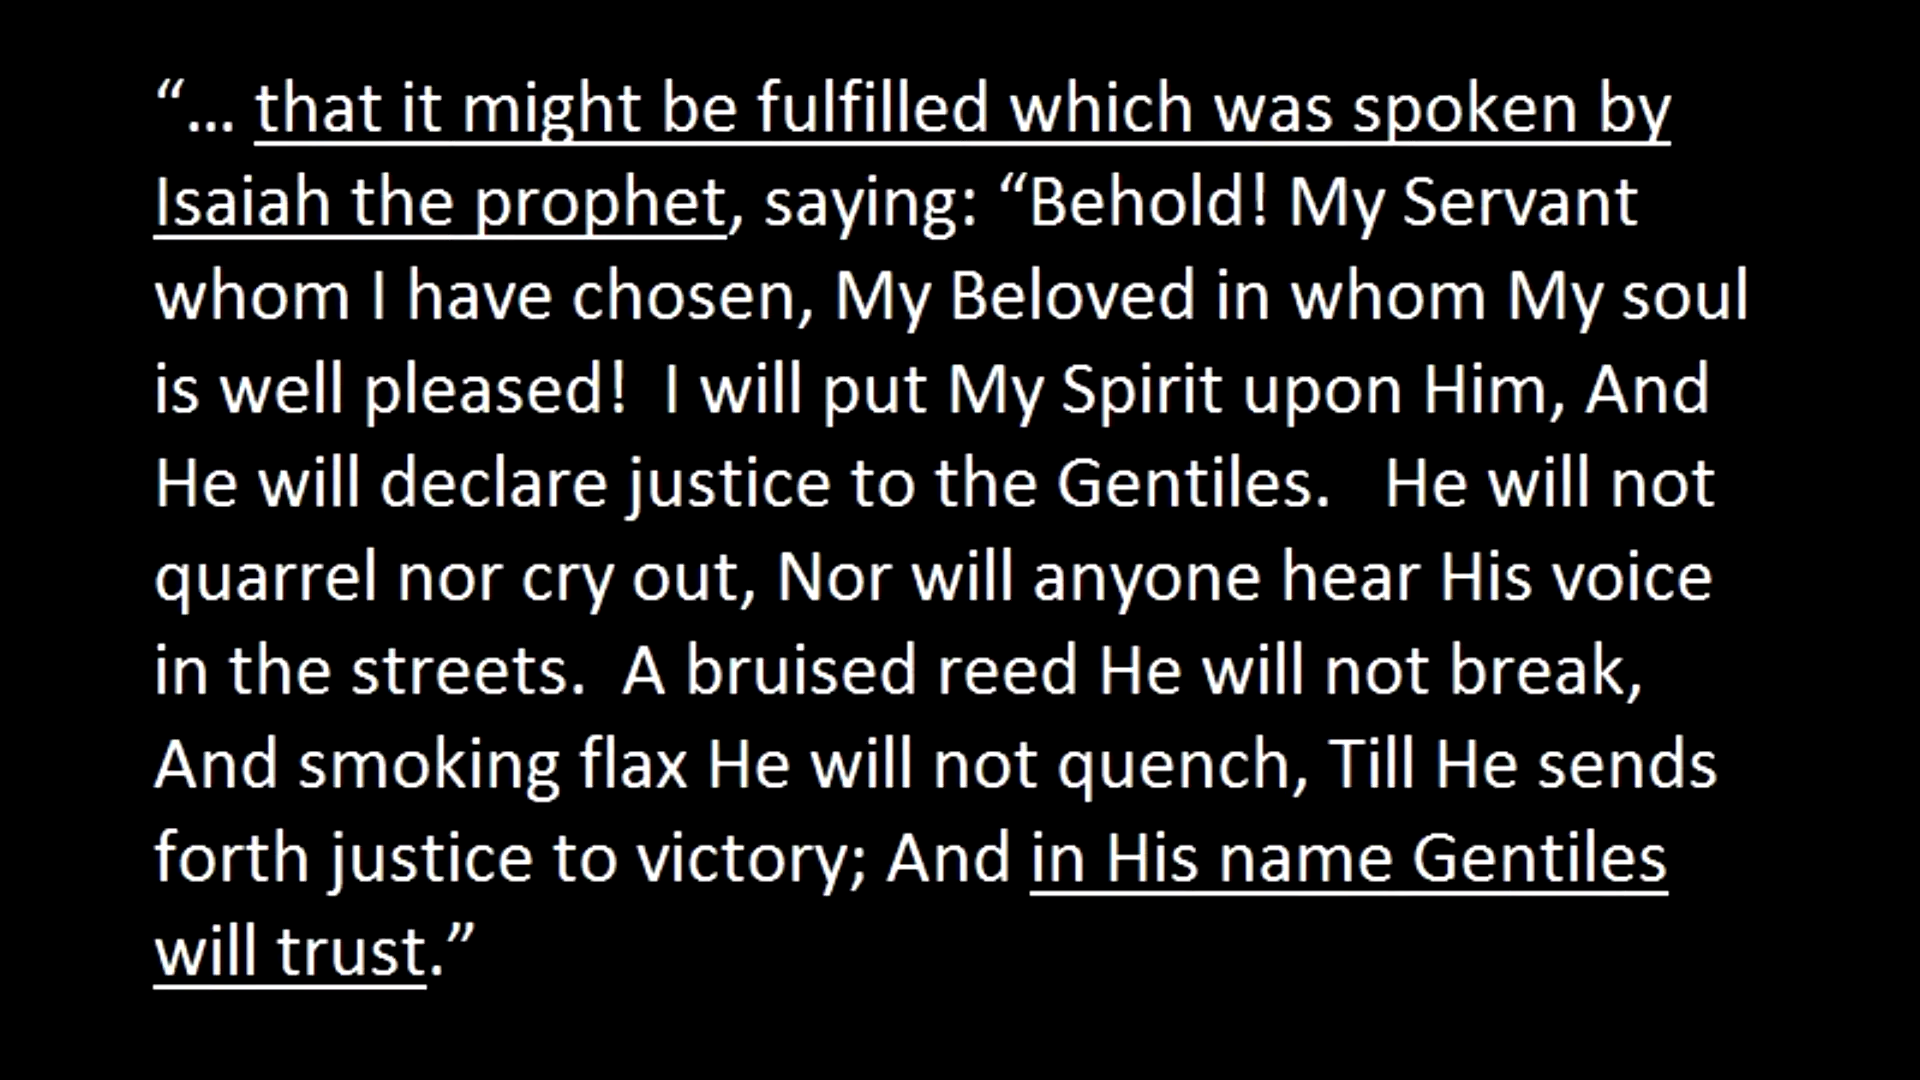 “... that it might be fulfilled which was spoken by
Isaiah the prophet, saying: “Behold! My Servant
whom I have chosen, My Beloved in whom My soul
is well pleased!  I will put My Spirit upon Him, And
He will declare justice to the Gentiles.   He will not
quarrel nor cry out, Nor will anyone hear His voice
in the streets.  A bruised reed He will not break,
And smoking flax He will not quench, Till He sends
forth justice to victory; And in His name Gentiles
will trust.”